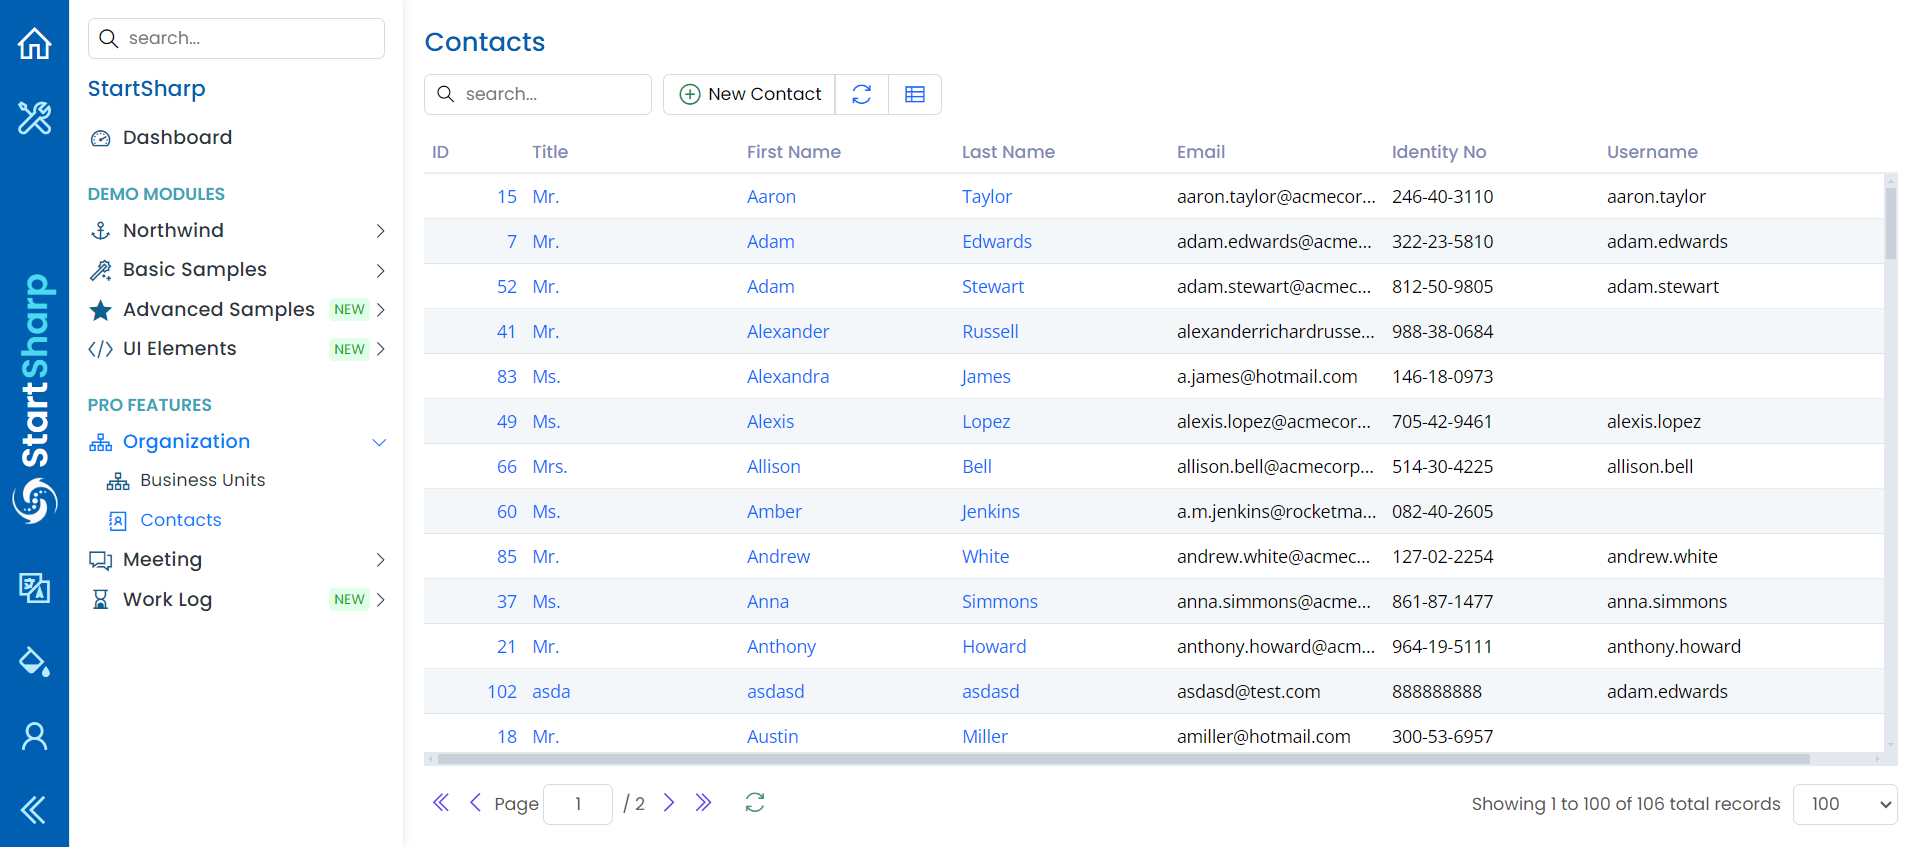 StartSharp
search...
StartSharp
Dashboard
DEMO MODULES
Northwind
Basic Samples
Advanced Samples NEW
UI Elements NEW
PRO FEATURES
Organization
Business Units
Contacts
Meeting
Work Log NEW
Contacts
search...
New Contact
ID Title First Name Last Name Email Identity No Username
15 Mr. Aaron Taylor aaron.taylor@acmecor... 246-40-3110 aaron.taylor
7 Mr. Adam Edwards adam.edwards@acme... 322-23-5810 adam.edwards
52 Mr. Adam Stewart adam.stewart@acmec... 812-50-9805 adam.stewart
41 Mr. Alexander Russell alexanderrichardrusse... 988-38-0684
83 Ms. Alexandra James a.james@hotmail.com 146-18-0973
49 Ms. Alexis Lopez alexis.lopez@acmecor... 705-42-9461 alexis.lopez
66 Mrs. Allison Bell allison.bell@acmecorp... 514-30-4225 allison.bell
60 Ms. Amber Jenkins a.m.jenkins@rocketma... 082-40-2605
85 Mr. Andrew White andrew.white@acmec... 127-02-2254 andrew.white
37 Ms. Anna Simmons anna.simmons@acme... 861-87-1477 anna.simmons
21 Mr. Anthony Howard anthony.howard@acm... 964-19-5111 anthony.howard
102 asda asdasd asdasd asdasd@test.com 888888888 adam.edwards
18 Mr. Austin Miller amiller@hotmail.com 300-53-6957
Page 1 / 2
Showing 1 to 100 of 106 total records 100